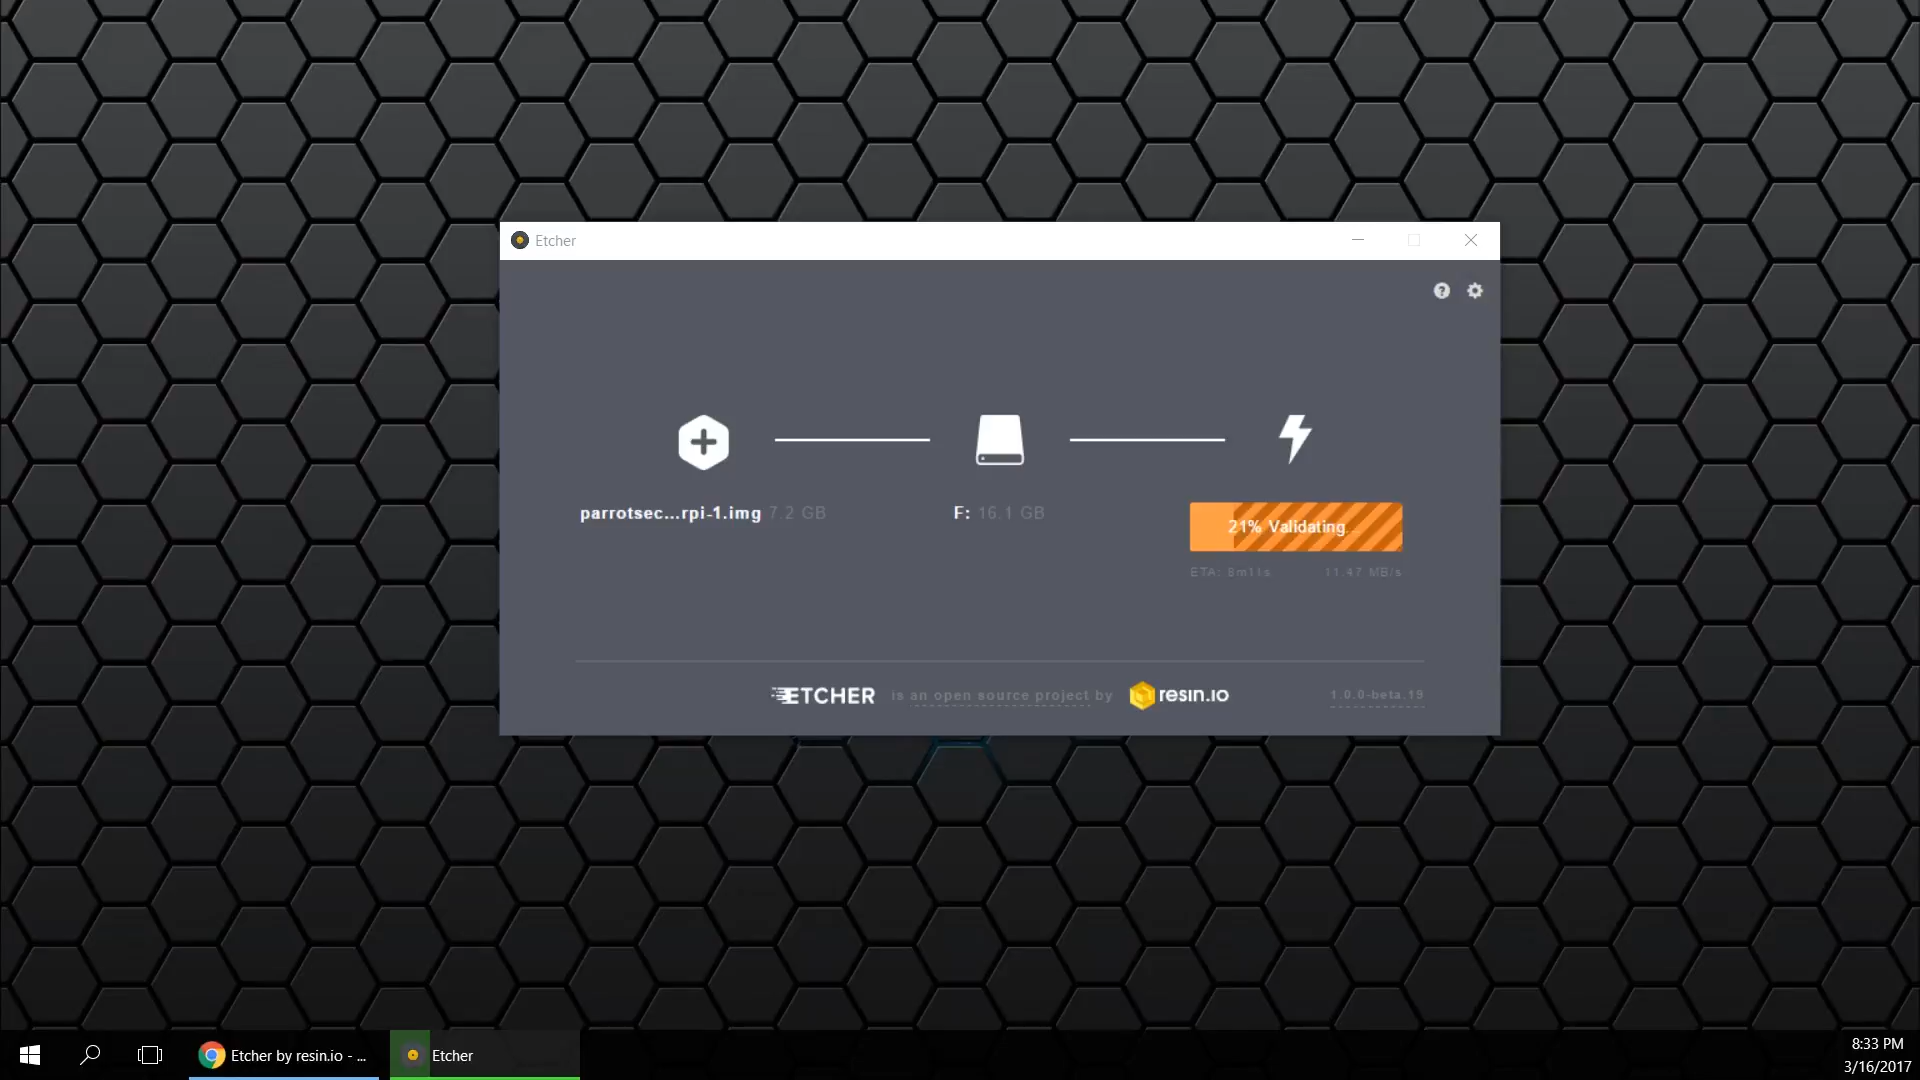 Etcher
parrotsec...rpi-1.img 7.2 GB
F: 16.1 GB
21% Validating...
ETA: 8m11s 11.47 MB/s
ETCHER is an open source project by resin.io 1.0.0-beta.19
Etcher by resin.io - ...
Etcher
8:33 PM
3/16/2017